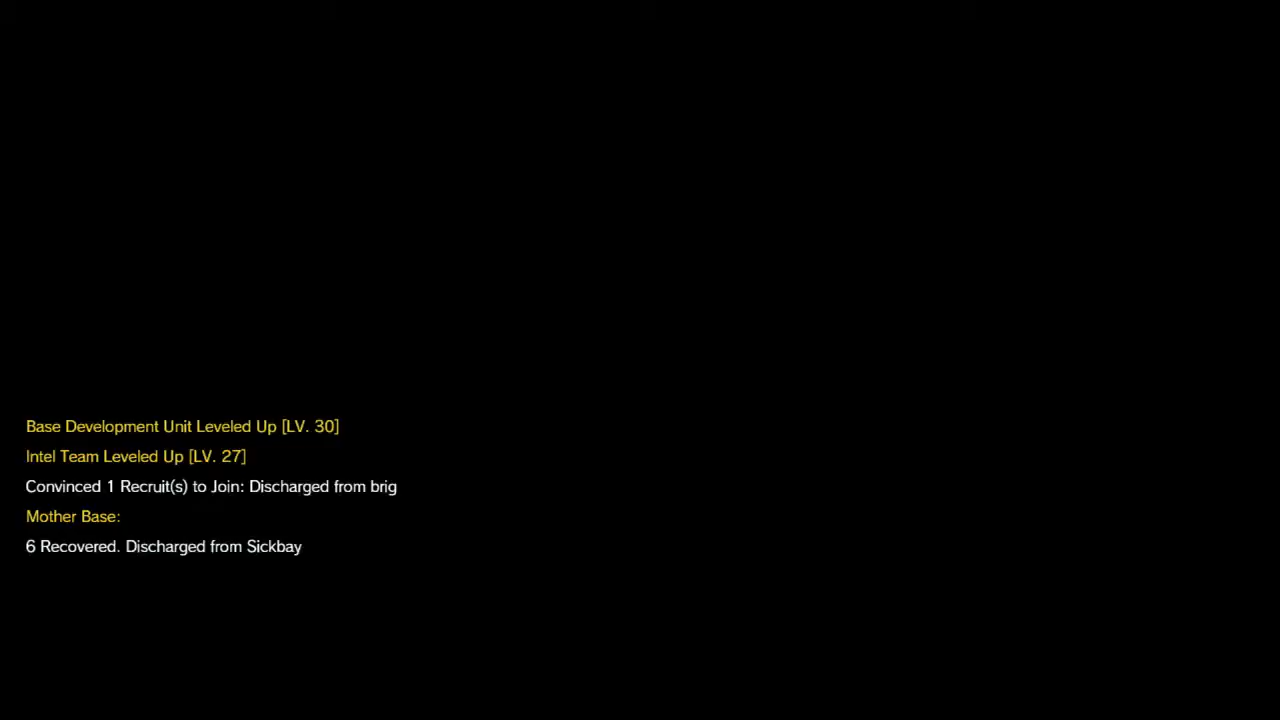 Base Development Unit Leveled Up [LV. 30]
Intel Team Leveled Up [LV. 27]
Convinced 1 Recruit(s) to Join: Discharged from brig
Mother Base:
6 Recovered. Discharged from Sickbay